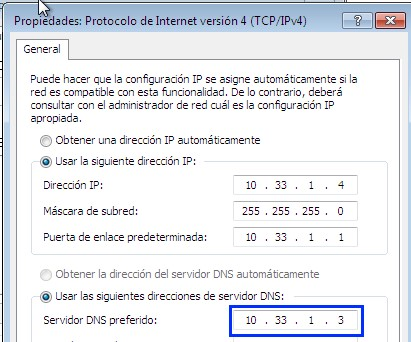 Propiedades: Protocolo de Internet versión 4 (TCP/IPv4)
General
Puede hacer que la configuración IP se asigne automáticamente si la
red es compatible con esta funcionalidad. De lo contrario, deberá
consultar con el administrador de red cuál es la configuración IP
apropiada.
Obtener una dirección IP automáticamente
Usar la siguiente dirección IP:
Dirección IP: 10 . 33 . 1 . 4
Máscara de subred: 255 . 255 . 255 . 0
Puerta de enlace predeterminada: 10 . 33 . 1 . 1
Obtener la dirección del servidor DNS automáticamente
Usar las siguientes direcciones de servidor DNS:
Servidor DNS preferido: 10 . 33 . 1 . 3